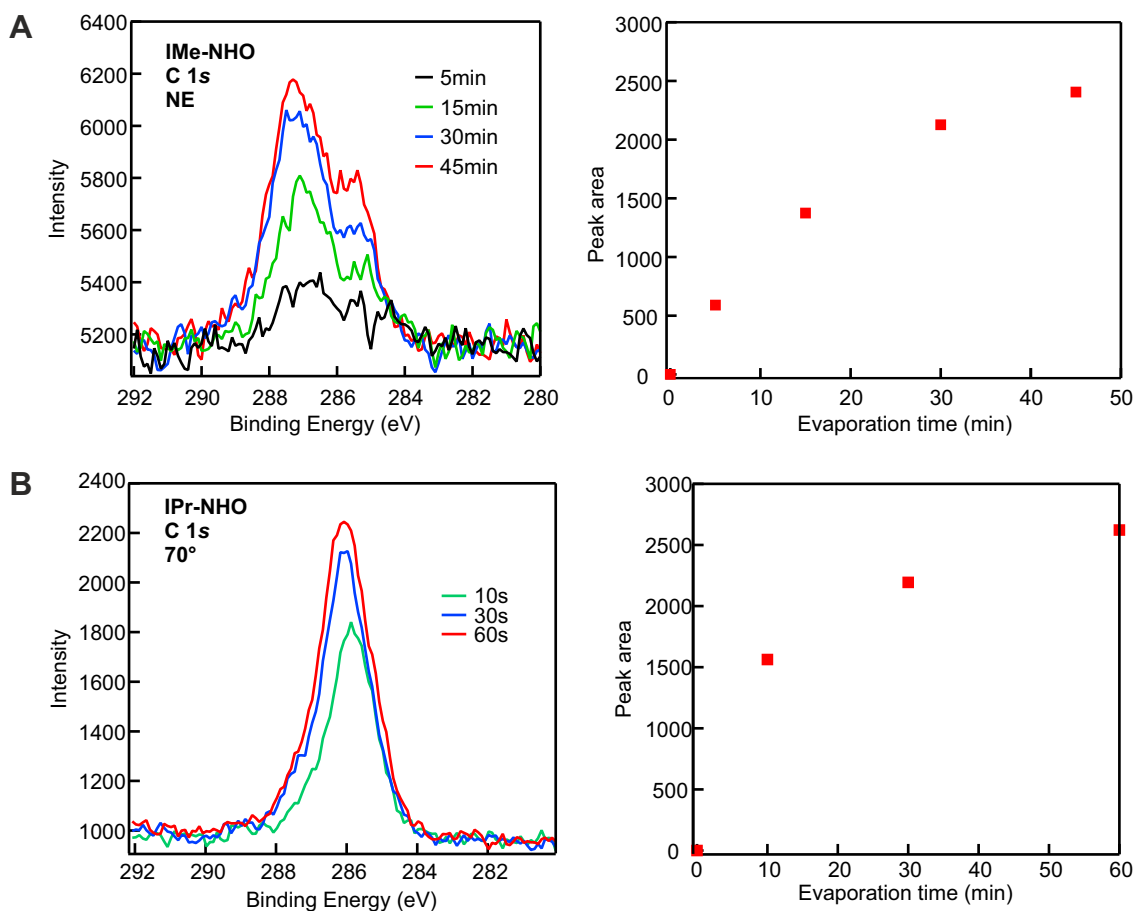 A
IMe-NHO
C 1s
NE
5min
15min
30min
45min
6400
6200
6000
5800
5600
5400
5200
Intensity
292 290 288 286 284 282 280
Binding Energy (eV)
3000
2500
2000
1500
1000
500
0
Peak area
0 10 20 30 40 50
Evaporation time (min)
B
IPr-NHO
C 1s
70°
10s
30s
60s
2400
2200
2000
1800
1600
1400
1200
1000
Intensity
292 290 288 286 284 282
Binding Energy (eV)
3000
2500
2000
1500
1000
500
0
Peak area
0 10 20 30 40 50 60
Evaporation time (min)